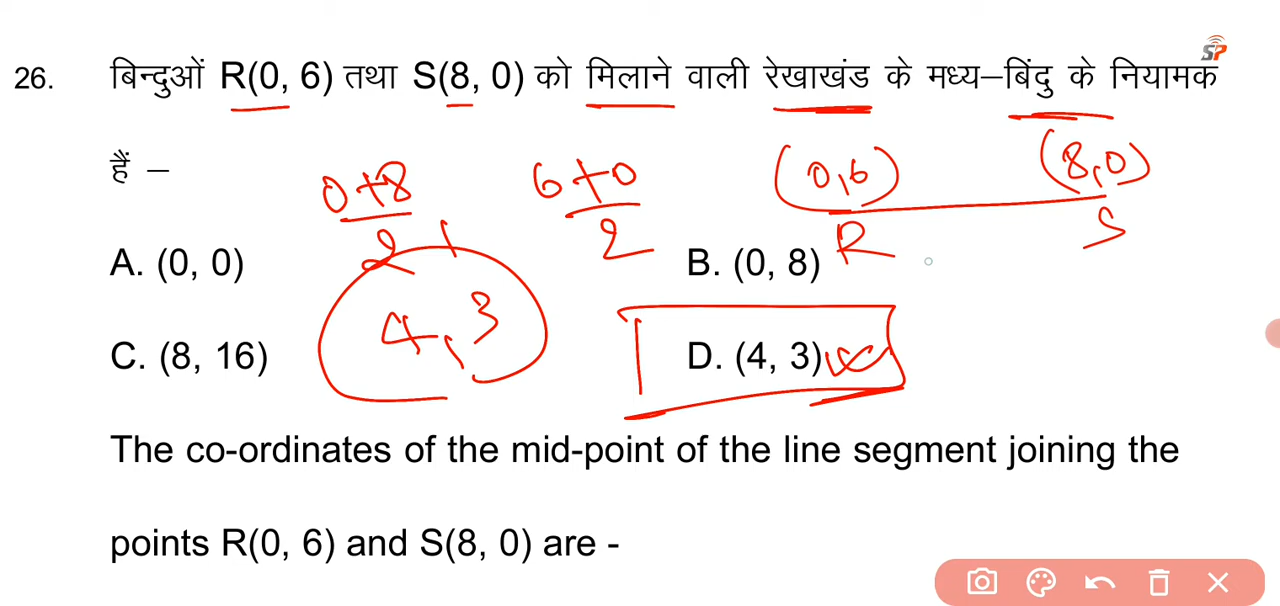 SP
26. बिन्दुओं R(0, 6) तथा S(8, 0) को मिलाने वाली रेखाखंड के मध्य–बिंदु के नियामक
हैं –
0+8
2
6+0
2
(0,6)
(8,0)
R
S
A. (0, 0)
B. (0, 8)
4,3
C. (8, 16)
D. (4, 3)
The co-ordinates of the mid-point of the line segment joining the
points R(0, 6) and S(8, 0) are -